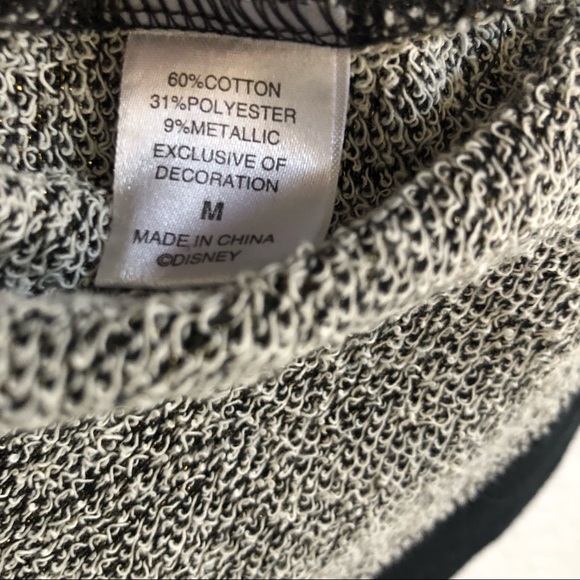 60%COTTON
31%POLYESTER
9%METALLIC
EXCLUSIVE OF
DECORATION
M
MADE IN CHINA
©DISNEY